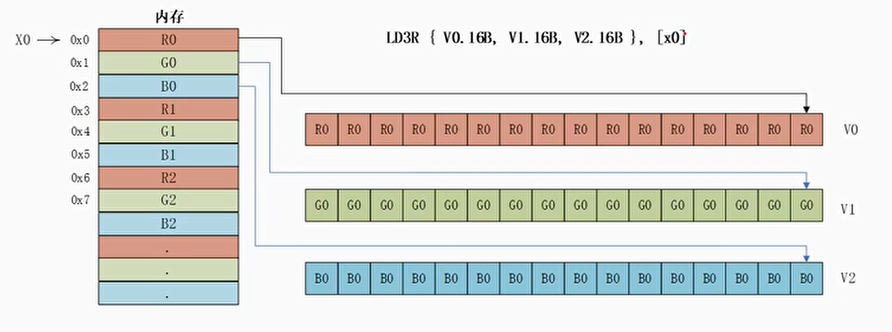 内存
LD3R { V0.16B, V1.16B, V2.16B }, [x0]
X0
0x0 R0
0x1 G0
0x2 B0
0x3 R1
0x4 G1
0x5 B1
0x6 R2
0x7 G2
B2
.
.
.
R0 R0 R0 R0 R0 R0 R0 R0 R0 R0 R0 R0 R0 R0 R0 R0 V0
G0 G0 G0 G0 G0 G0 G0 G0 G0 G0 G0 G0 G0 G0 G0 G0 V1
B0 B0 B0 B0 B0 B0 B0 B0 B0 B0 B0 B0 B0 B0 B0 B0 V2